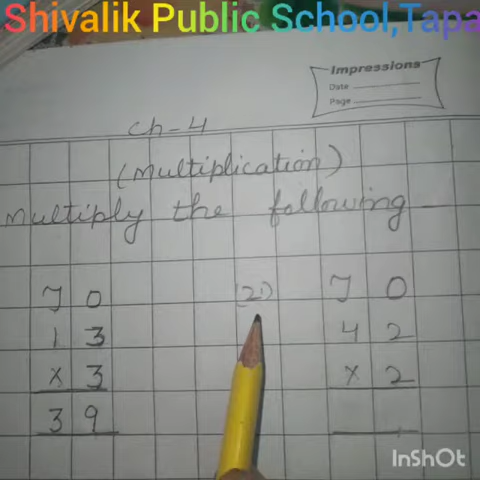 Shivalik Public School,Tapa
Impressions
Date
Page
Ch-4
(Multiplication)
Multiply the following
T O (2) T O
1 3 4 2
x 3 x 2
3 9
InShOt